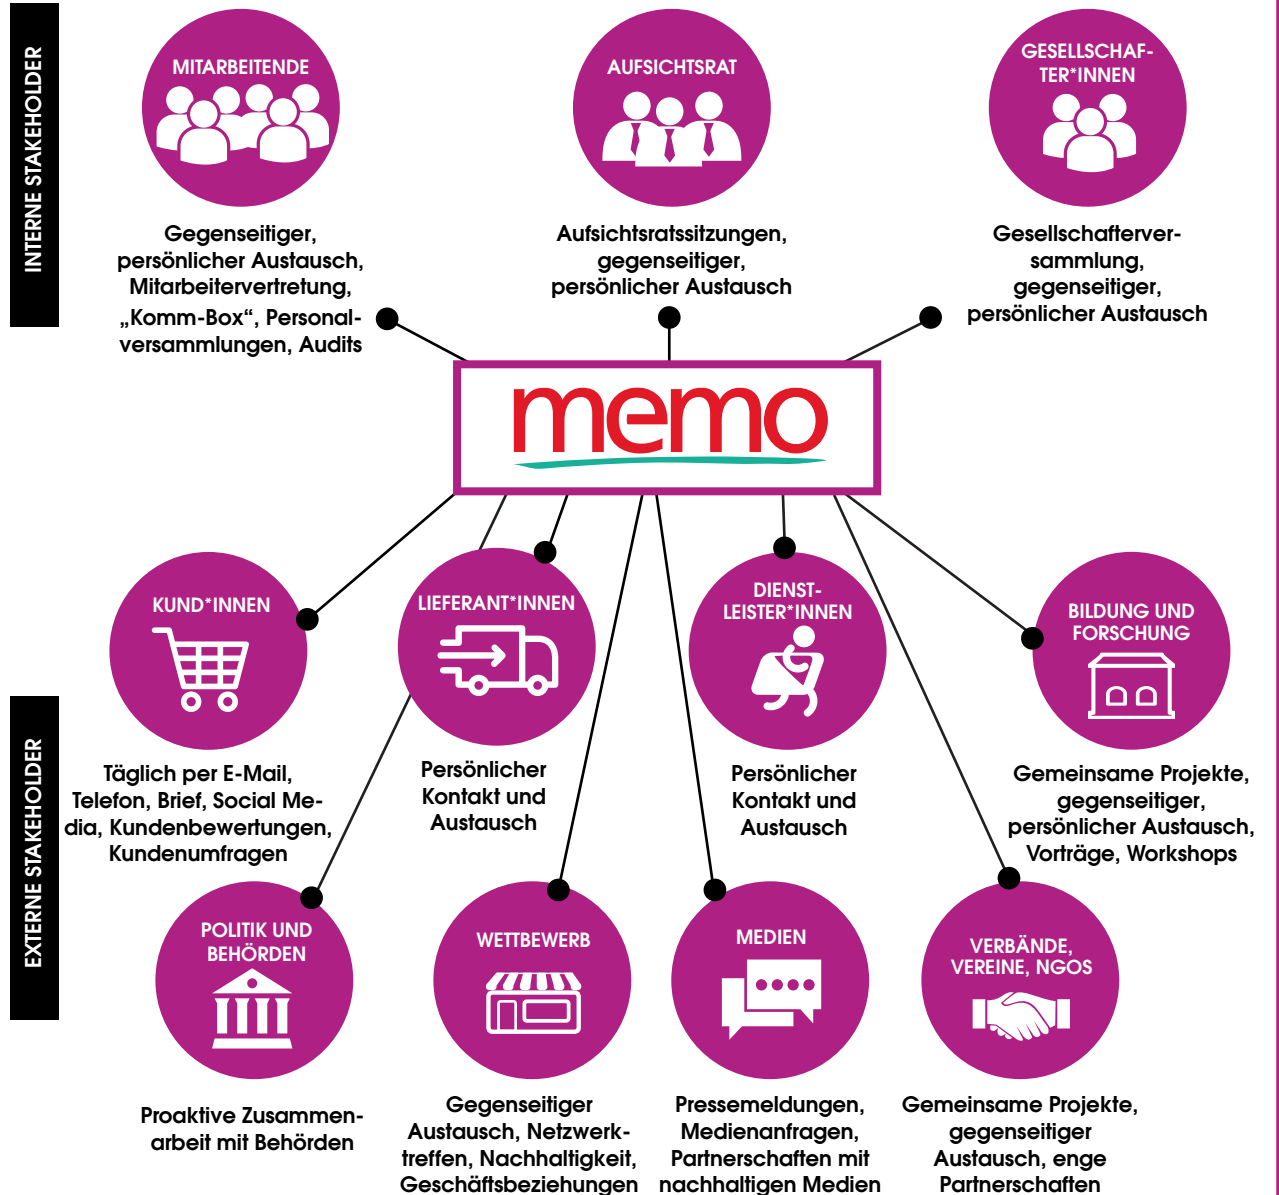 INTERNE STAKEHOLDER
MITARBEITENDE
Gegenseitiger,
persönlicher Austausch,
Mitarbeitervertretung,
„Komm-Box“, Personal-
versammlungen, Audits
AUFSICHTSRAT
Aufsichtsratssitzungen,
gegenseitiger,
persönlicher Austausch
GESELLSCHAF-
TER*INNEN
Gesellschafterver-
sammlung,
gegenseitiger,
persönlicher Austausch
memo
EXTERNE STAKEHOLDER
KUND*INNEN
Täglich per E-Mail,
Telefon, Brief, Social Me-
dia, Kundenbewertungen,
Kundenumfragen
LIEFERANT*INNEN
Persönlicher
Kontakt und
Austausch
DIENST-
LEISTER*INNEN
Persönlicher
Kontakt und
Austausch
BILDUNG UND
FORSCHUNG
Gemeinsame Projekte,
gegenseitiger,
persönlicher Austausch,
Vorträge, Workshops
POLITIK UND
BEHÖRDEN
Proaktive Zusammen-
arbeit mit Behörden
WETTBEWERB
Gegenseitiger
Austausch, Netzwerk-
treffen, Nachhaltigkeit,
Geschäftsbeziehungen
MEDIEN
Pressemeldungen,
Medienanfragen,
Partnerschaften mit
nachhaltigen Medien
VERBÄNDE,
VEREINE, NGOS
Gemeinsame Projekte,
gegenseitiger
Austausch, enge
Partnerschaften